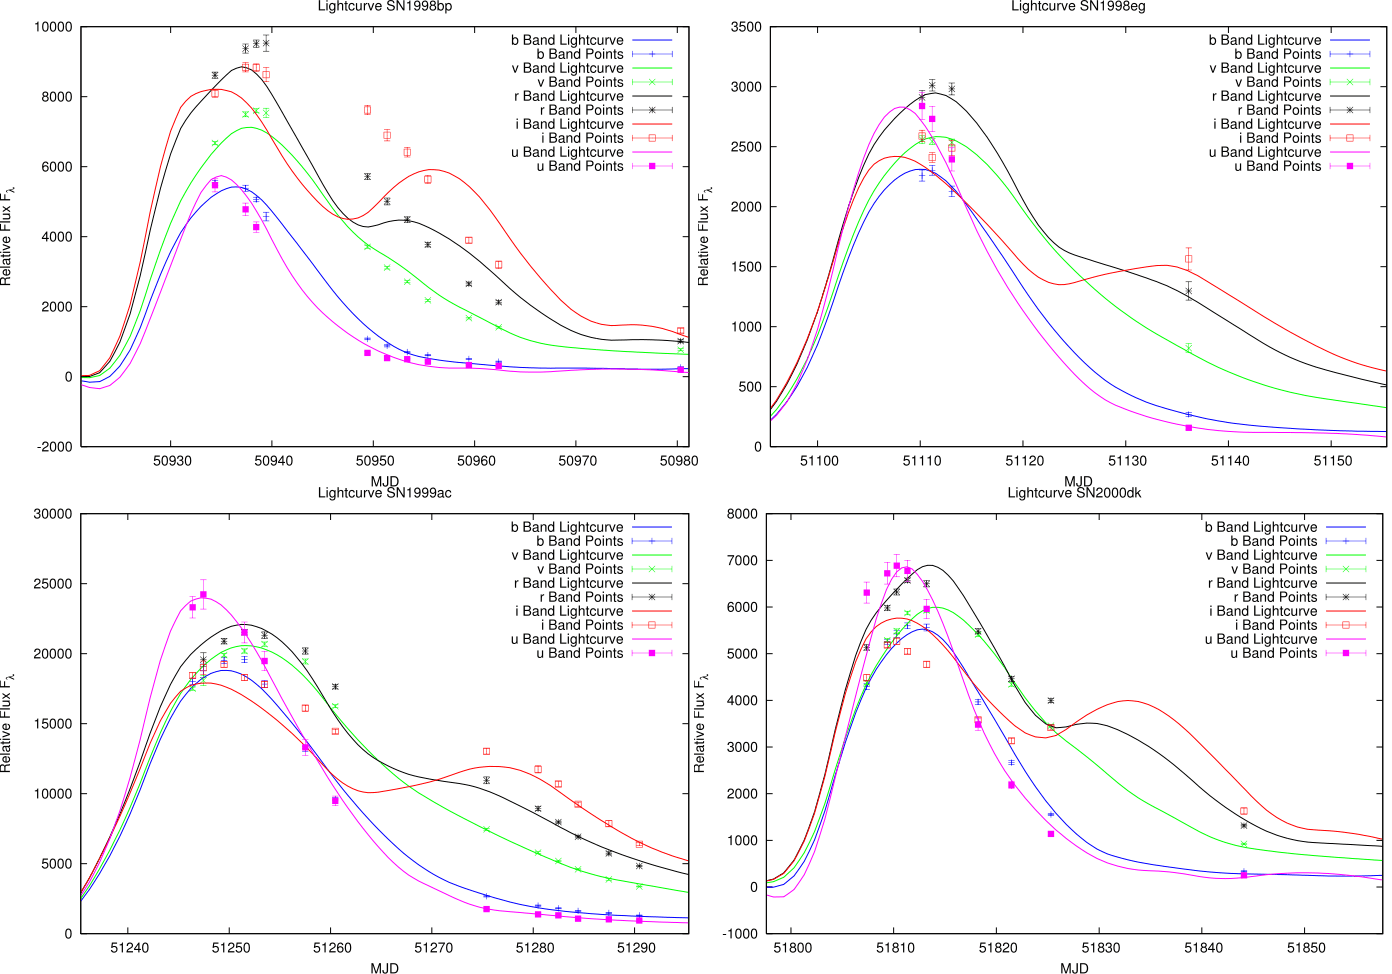 Lightcurve SN1998bp
10000
8000
6000
4000
2000
0
-2000
Relative Flux Fλ
b Band Lightcurve
b Band Points
v Band Lightcurve
v Band Points
r Band Lightcurve
r Band Points
i Band Lightcurve
i Band Points
u Band Lightcurve
u Band Points
50930 50940 50950 50960 50970 50980
MJD
Lightcurve SN1998eg
3500
3000
2500
2000
1500
1000
500
0
Relative Flux Fλ
b Band Lightcurve
b Band Points
v Band Lightcurve
v Band Points
r Band Lightcurve
r Band Points
i Band Lightcurve
i Band Points
u Band Lightcurve
u Band Points
51100 51110 51120 51130 51140 51150
MJD
Lightcurve SN1999ac
30000
25000
20000
15000
10000
5000
0
Relative Flux Fλ
b Band Lightcurve
b Band Points
v Band Lightcurve
v Band Points
r Band Lightcurve
r Band Points
i Band Lightcurve
i Band Points
u Band Lightcurve
u Band Points
51240 51250 51260 51270 51280 51290
MJD
Lightcurve SN2000dk
8000
7000
6000
5000
4000
3000
2000
1000
0
-1000
Relative Flux Fλ
b Band Lightcurve
b Band Points
v Band Lightcurve
v Band Points
r Band Lightcurve
r Band Points
i Band Lightcurve
i Band Points
u Band Lightcurve
u Band Points
51800 51810 51820 51830 51840 51850
MJD